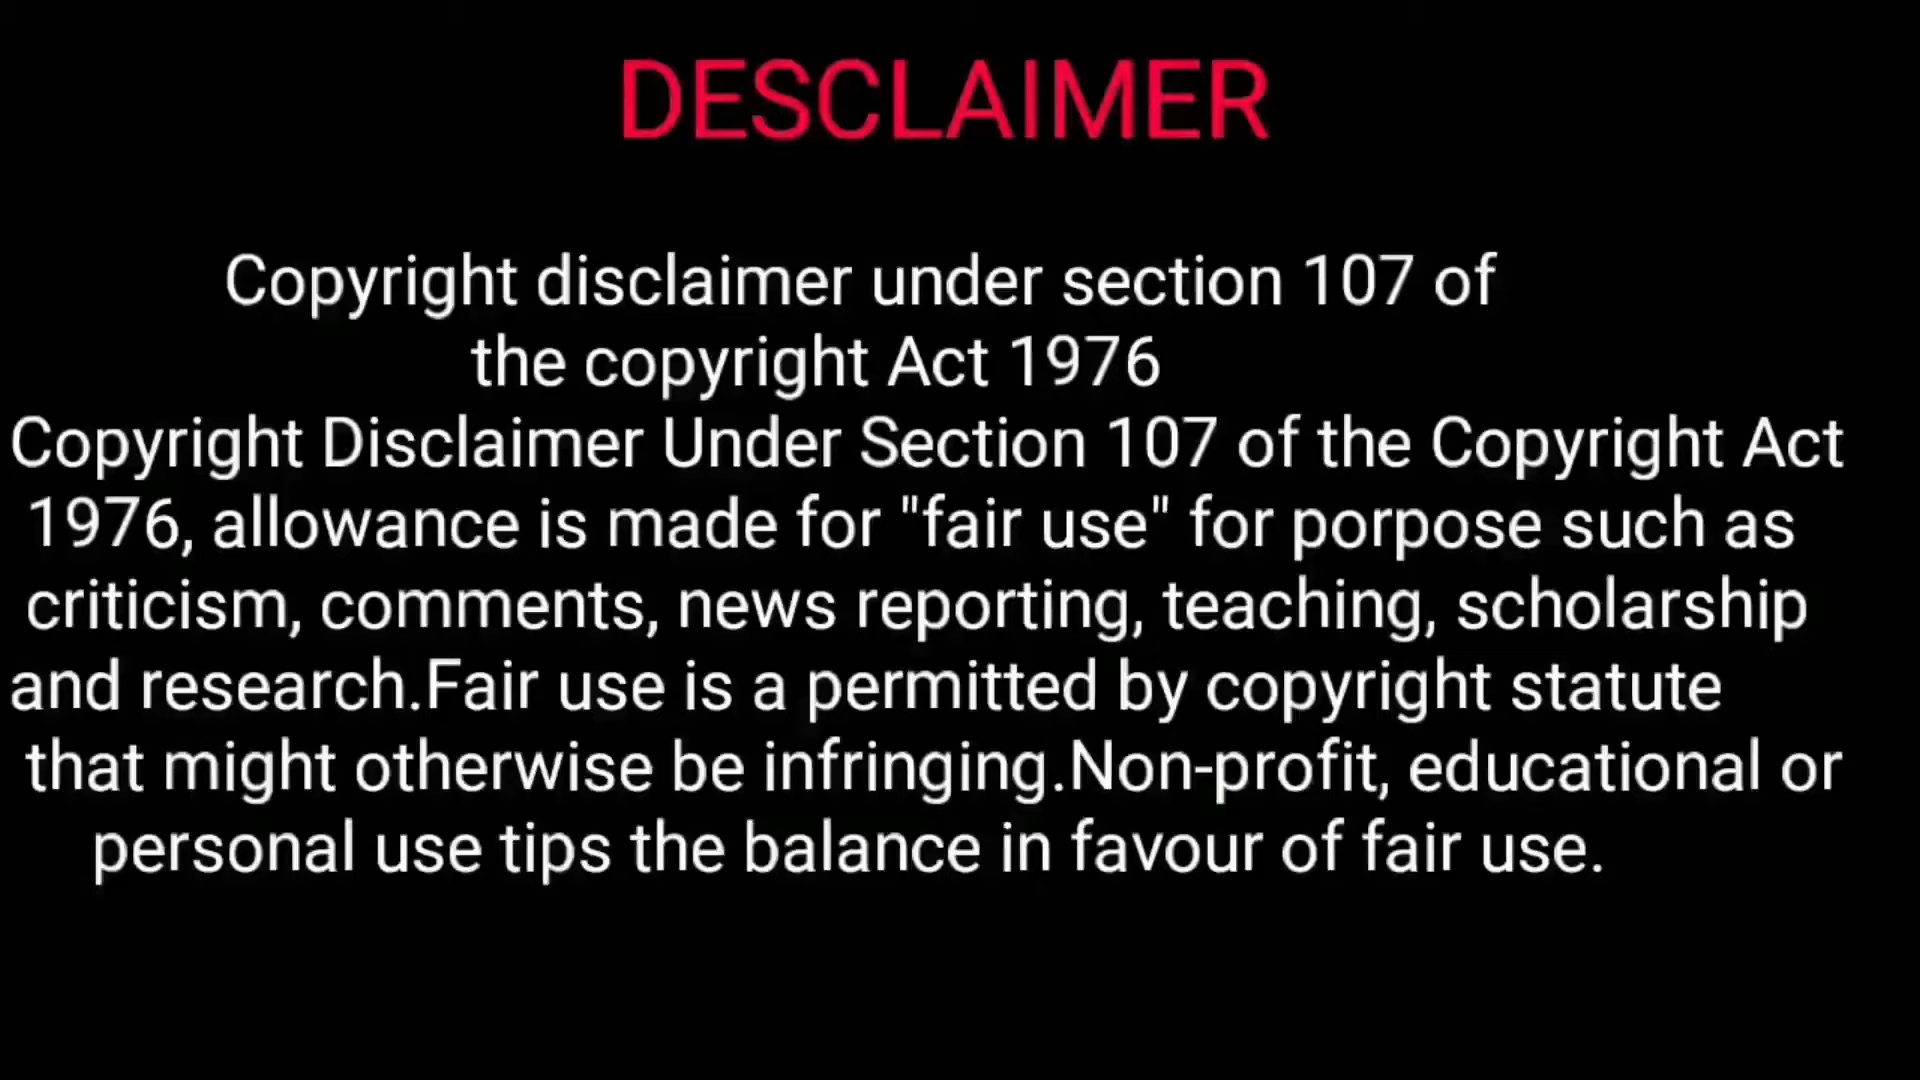 DESCLAIMER
Copyright disclaimer under section 107 of
the copyright Act 1976
Copyright Disclaimer Under Section 107 of the Copyright Act
1976, allowance is made for "fair use" for porpose such as
criticism, comments, news reporting, teaching, scholarship
and research.Fair use is a permitted by copyright statute
that might otherwise be infringing.Non-profit, educational or
personal use tips the balance in favour of fair use.